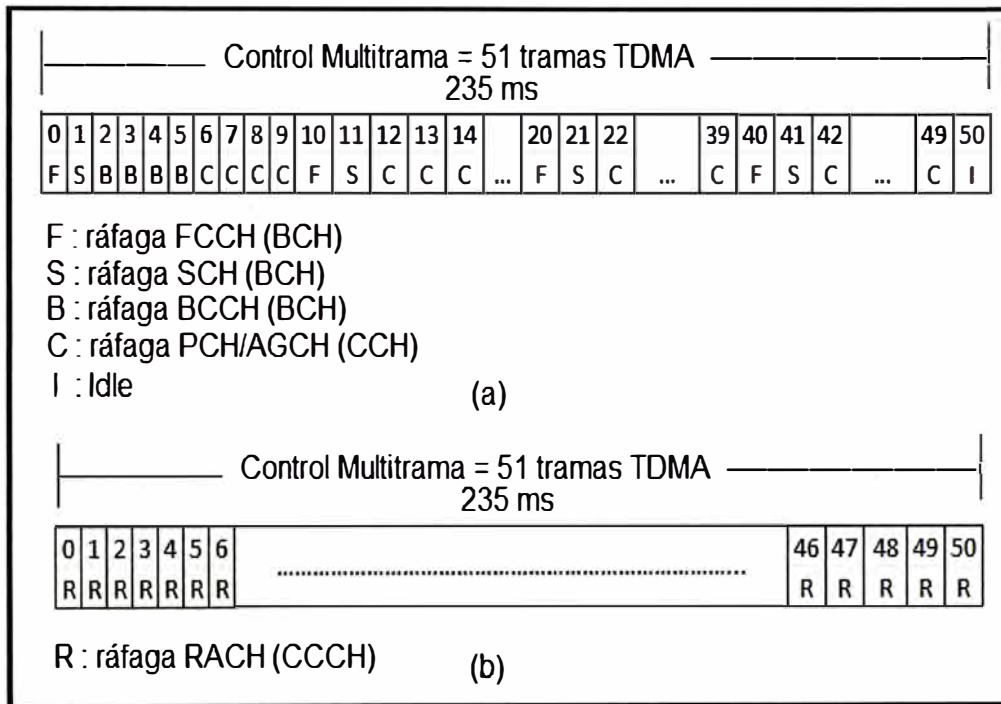 Control Multitrama = 51 tramas TDMA
235 ms
0 1 2 3 4 5 6 7 8 9 10 11 12 13 14 20 21 22 39 40 41 42 49 50
F S B B B B C C C C F S C C C ... F S C ... C F S C ... C I
F : ráfaga FCCH (BCH)
S : ráfaga SCH (BCH)
B : ráfaga BCCH (BCH)
C : ráfaga PCH/AGCH (CCH)
I : Idle
(a)
Control Multitrama = 51 tramas TDMA
235 ms
0 1 2 3 4 5 6 46 47 48 49 50
R R R R R R R ........ R R R R R
R : ráfaga RACH (CCCH)
(b)